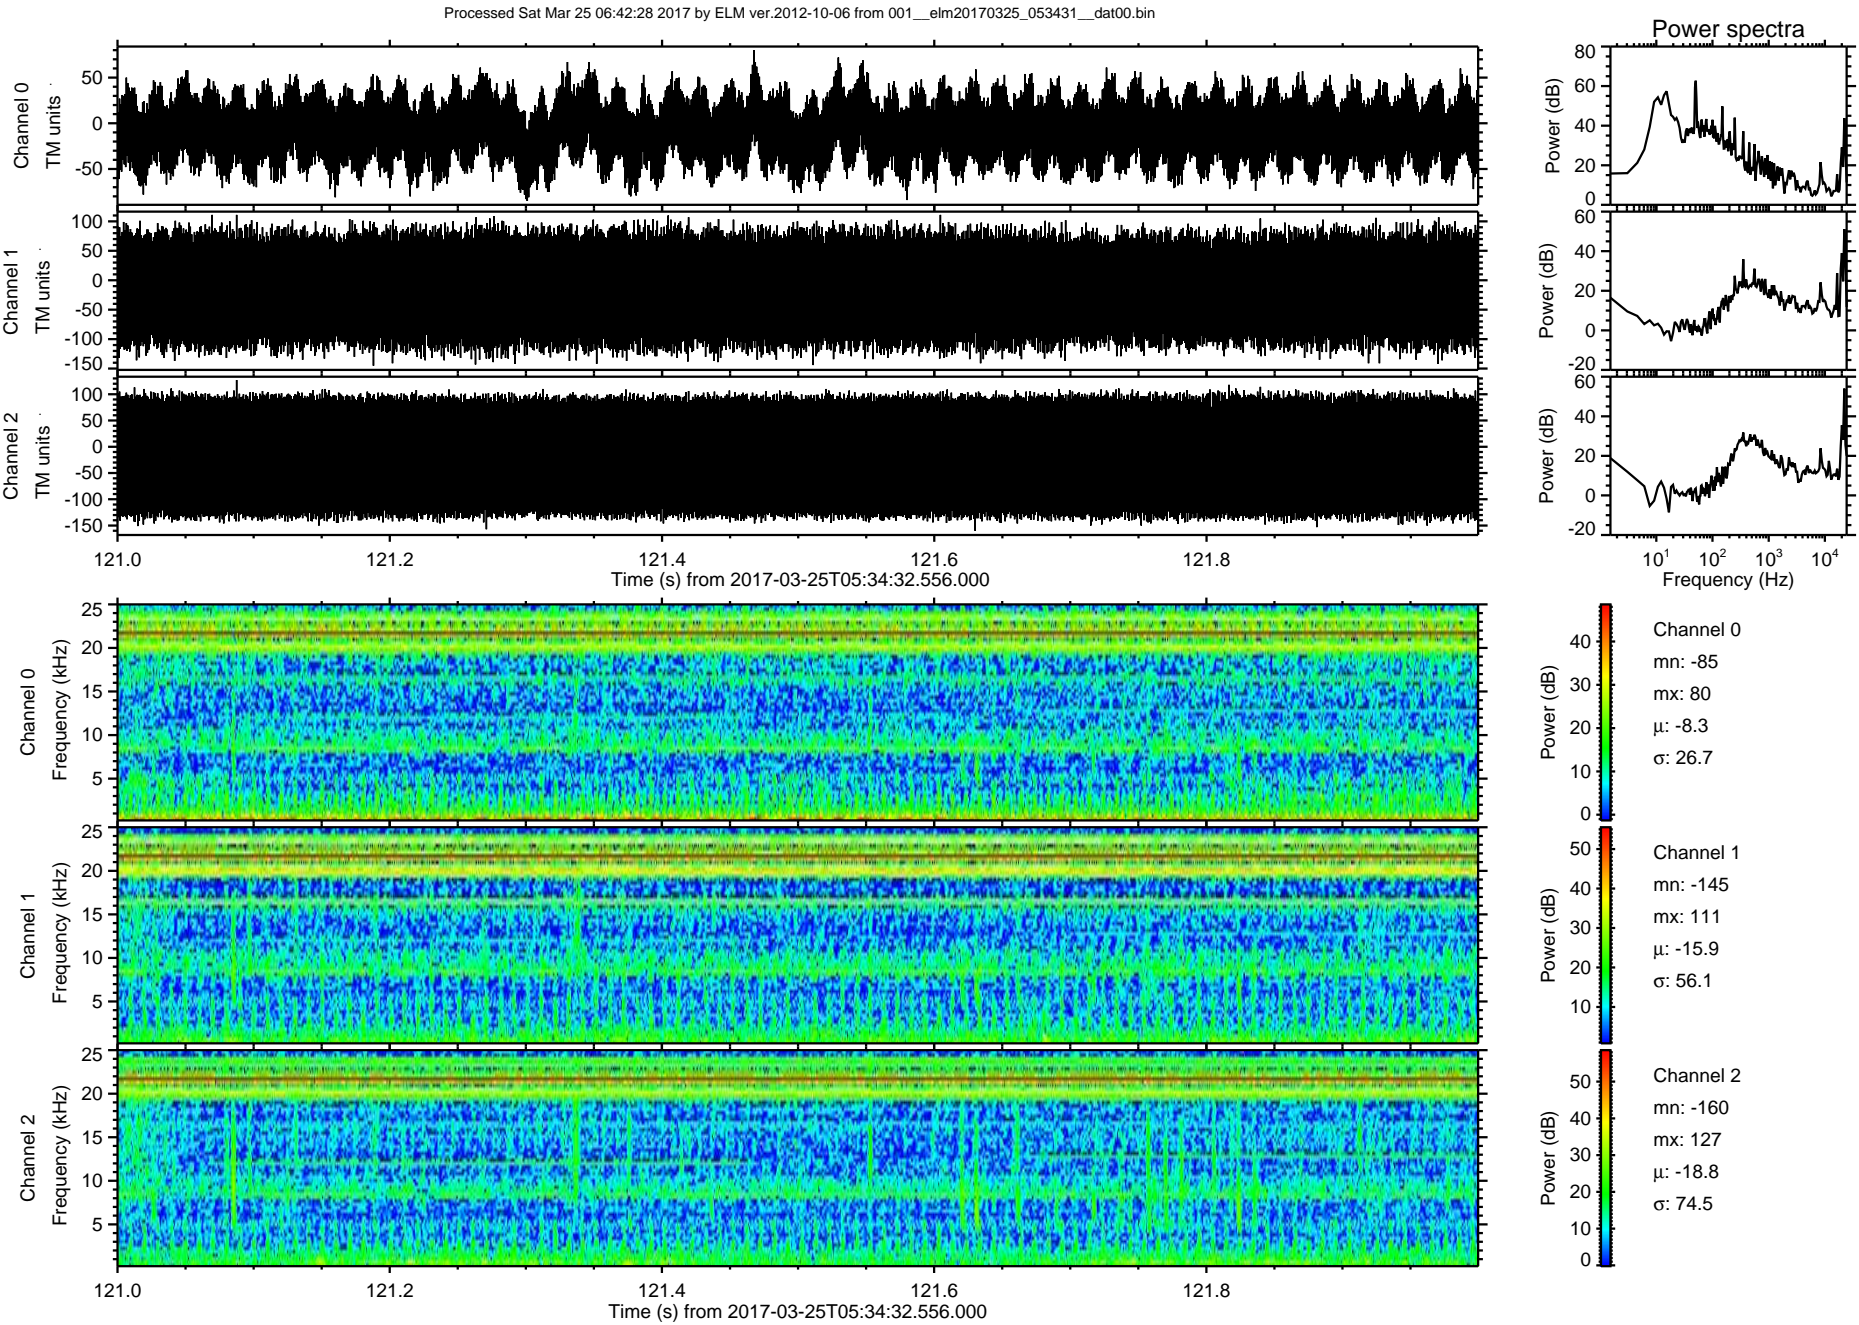 Processed Sat Mar 25 06:42:28 2017 by ELM ver.2012-10-06 from 001__elm20170325_053431__dat00.bin
Power spectra
Channel 0
TM units
50
0
-50
Power (dB)
80
60
40
20
0
Channel 1
TM units
100
50
0
-50
-100
-150
Power (dB)
60
40
20
0
-20
Channel 2
TM units
100
50
0
-50
-100
-150
Power (dB)
60
40
20
0
-20
121.0 121.2 121.4 121.6 121.8
Time (s) from 2017-03-25T05:34:32.556.000
10¹ 10² 10³ 10⁴
Frequency (Hz)
Channel 0
Frequency (kHz)
25
20
15
10
5
Power (dB)
40
30
20
10
0
Channel 0
mn: -85
mx: 80
μ: -8.3
σ: 26.7
Channel 1
Frequency (kHz)
25
20
15
10
5
Power (dB)
50
40
30
20
10
Channel 1
mn: -145
mx: 111
μ: -15.9
σ: 56.1
Channel 2
Frequency (kHz)
25
20
15
10
5
Power (dB)
50
40
30
20
10
0
Channel 2
mn: -160
mx: 127
μ: -18.8
σ: 74.5
121.0 121.2 121.4 121.6 121.8
Time (s) from 2017-03-25T05:34:32.556.000